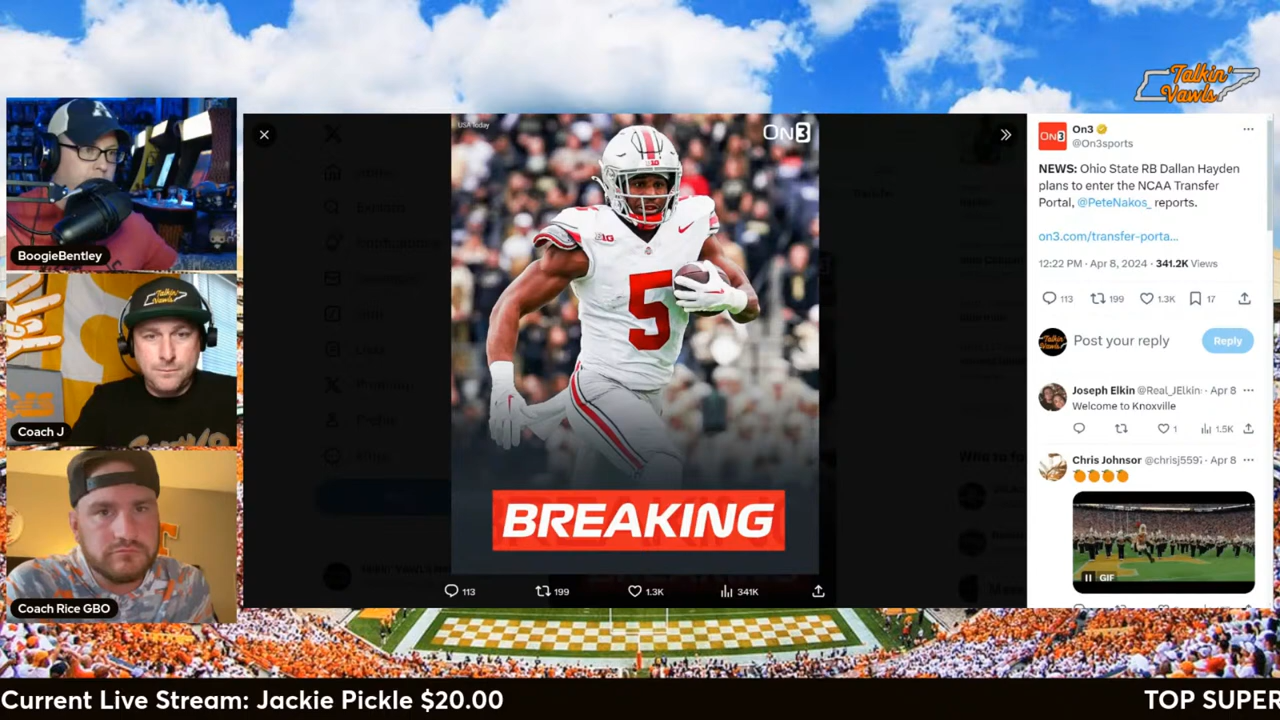 Talkin'
Vawls
BoogieBentley
Coach J
Coach Rice GBO
USA Today
ON3
B1G
5
BREAKING
113
199
1.3K
341K
ON3
On3
@On3sports
NEWS: Ohio State RB Dallan Hayden
plans to enter the NCAA Transfer
Portal, @PeteNakos_ reports.
on3.com/transfer-porta...
12:22 PM · Apr 8, 2024 · 341.2K Views
113
199
1.3K
17
Post your reply
Reply
Joseph Elkin @Real_JElkin · Apr 8
Welcome to Knoxville
1
1.5K
Chris Johnsor @chrisj5597 · Apr 8
GIF
Current Live Stream: Jackie Pickle $20.00
TOP SUPER